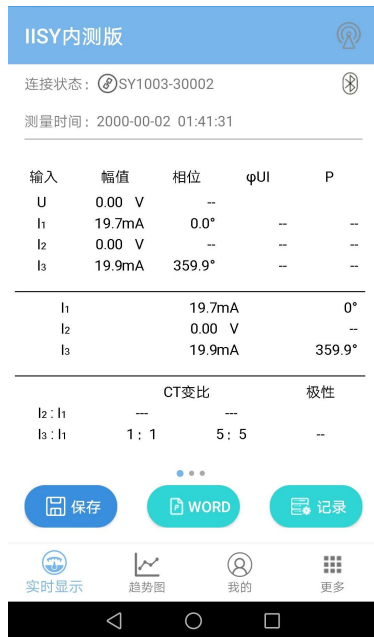 IISY内测版
连接状态： SY1003-30002
测量时间：2000-00-02 01:41:31
输入 幅值 相位 φUI P
U 0.00 V --
I1 19.7mA 0.0° -- --
I2 0.00 V -- -- --
I3 19.9mA 359.9° -- --
I1 19.7mA 0°
I2 0.00 V --
I3 19.9mA 359.9°
CT变比 极性
I2 : I1 --- ---
I3 : I1 1 : 1 5 : 5 --
保存 WORD 记录
实时显示 趋势图 我的 更多